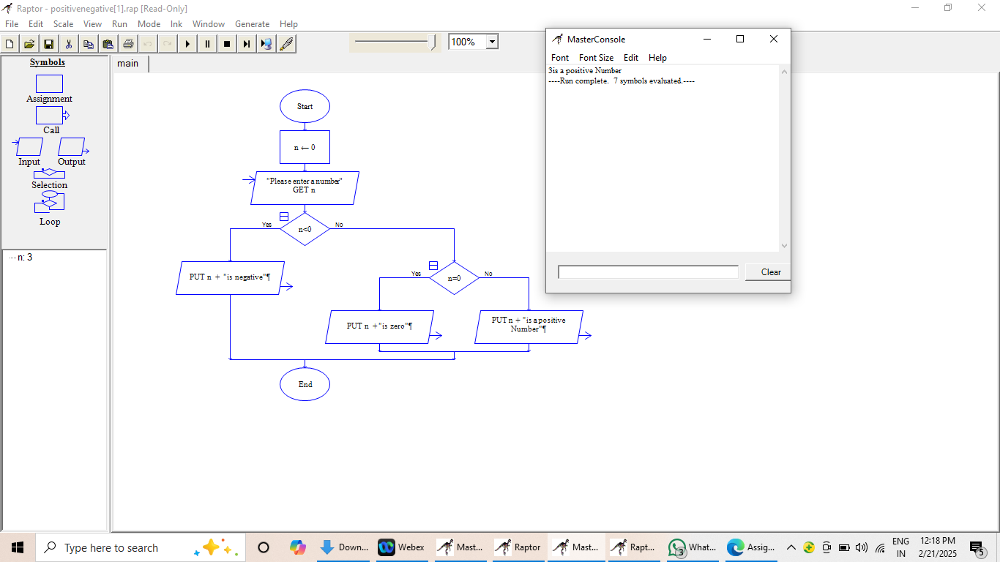 Raptor - positivenegative[1].rap [Read-Only]
File Edit Scale View Run Mode Ink Window Generate Help
100%
Symbols
Assignment
Call
Input Output
Selection
Loop
n: 3
main
Start
n ← 0
"Please enter a number"
GET n
Yes n<0 No
PUT n + "is negative"¶
Yes n=0 No
PUT n +"is zero"¶
PUT n + "is a positive
Number"¶
End
MasterConsole
Font Font Size Edit Help
3is a positive Number
----Run complete. 7 symbols evaluated.----
Clear
Type here to search
Down...
Webex
Mast...
Raptor
Mast...
Rapt...
3
What...
Assig...
ENG
IN
12:18 PM
2/21/2025
5